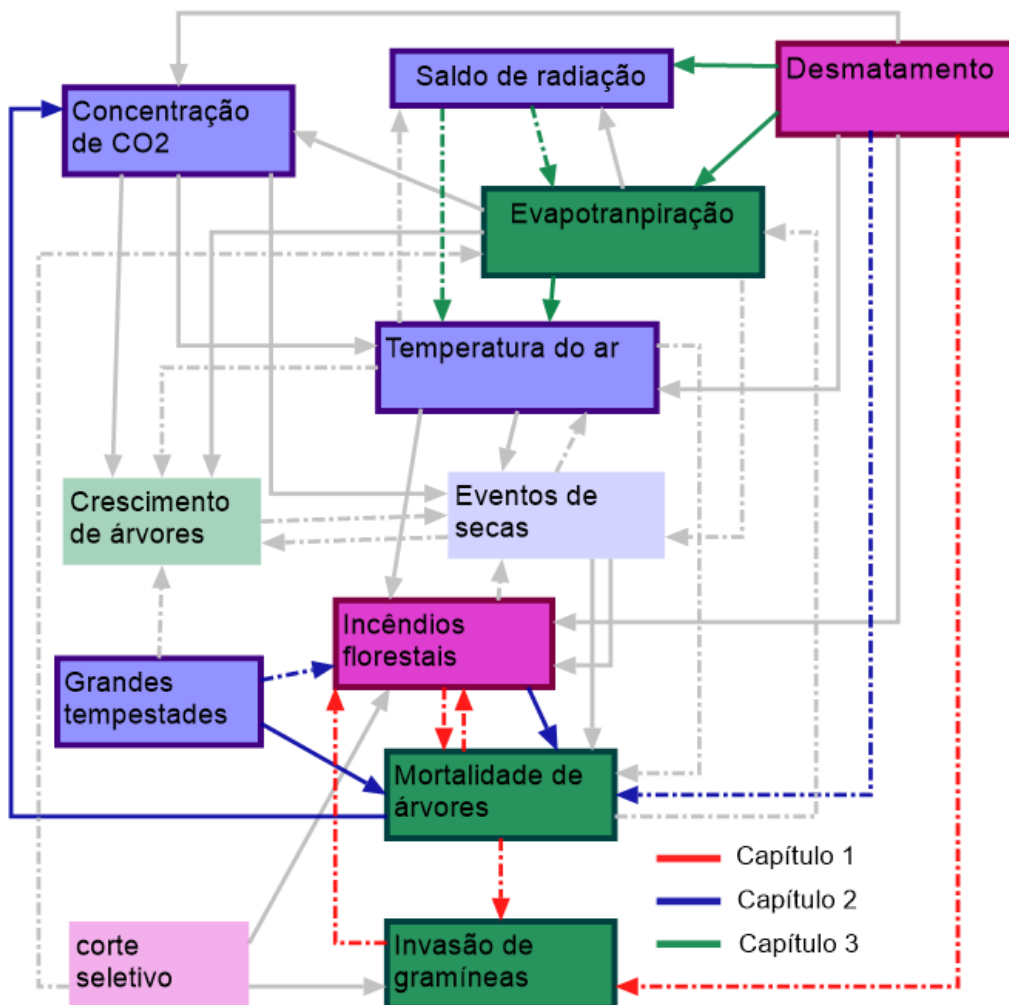 Saldo de radiação
Desmatamento
Concentração
de CO2
Evapotranpiração
Temperatura do ar
Crescimento
de árvores
Eventos de
secas
Incêndios
florestais
Grandes
tempestades
Mortalidade de
árvores
Capítulo 1
Capítulo 2
Capítulo 3
corte
seletivo
Invasão de
gramíneas